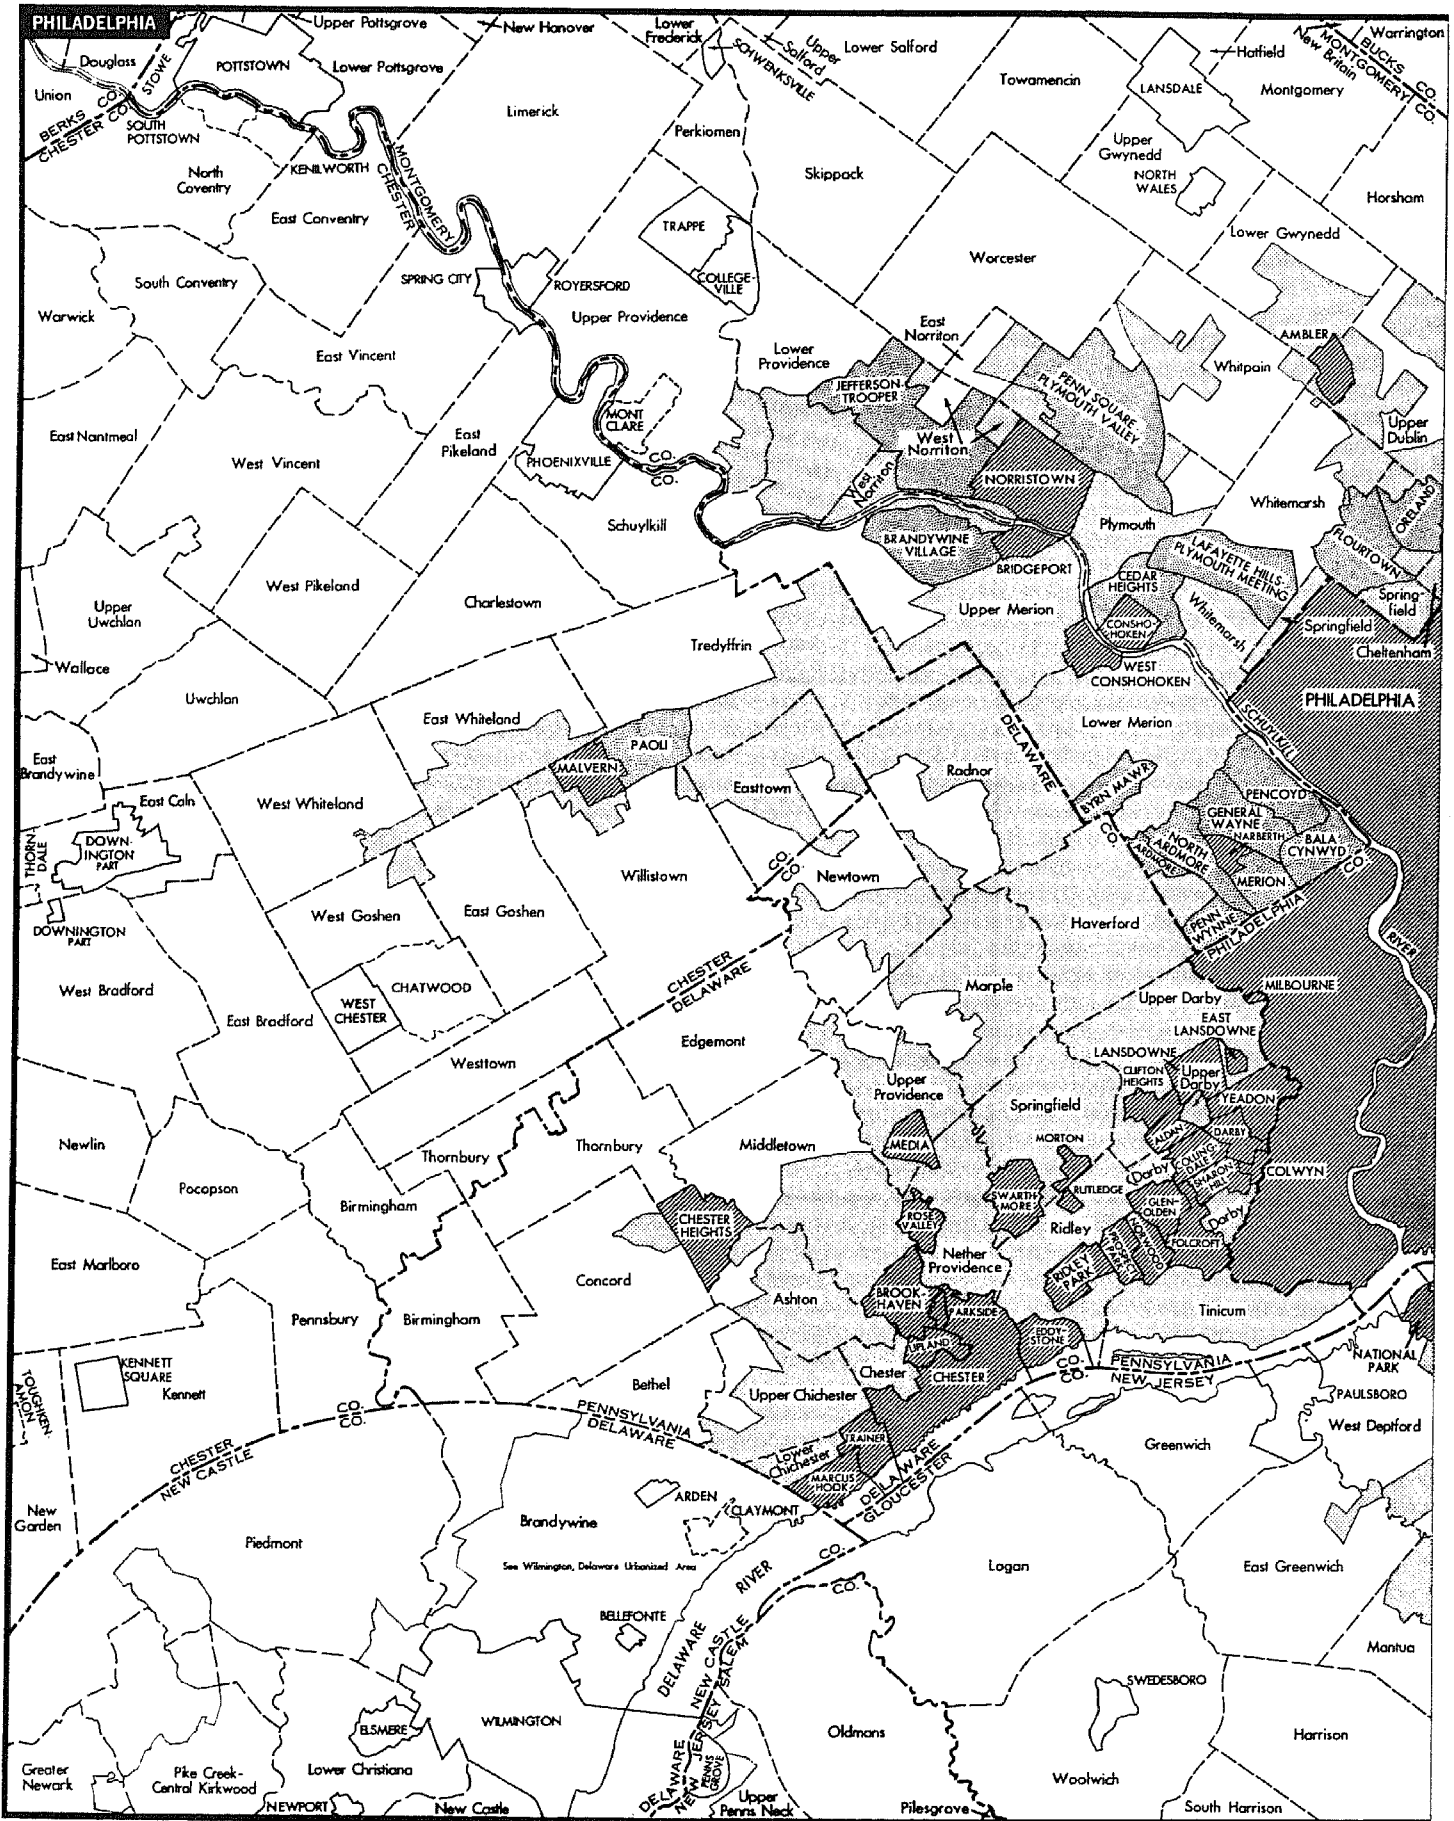 PHILADELPHIA
Upper Pottsgrove
New Hanover
Lower
Frederick
SCHWENKSVILLE
Upper
Salford
Lower Salford
Hatfield
BUCKS CO.
MONTGOMERY CO.
New Britain
Warrington
Douglass
STOWE
POTTSTOWN
Lower Pottsgrove
Towamencin
LANSDALE
Montgomery
Union
BERKS CO.
CHESTER CO.
SOUTH
POTTSTOWN
Limerick
Perkiomen
Upper
Gwynedd
NORTH
WALES
North
Coventry
KENILWORTH
MONTGOMERY
CHESTER
Skippack
Horsham
East Conventry
TRAPPE
Lower Gwynedd
Worcester
South Coventry
SPRING CITY
ROYERSFORD
COLLEGE-
VILLE
Warwick
Upper Providence
East
Norriton
AMBLER
East Vincent
Lower
Providence
Whitpain
JEFFERSON-
TROOPER
PENN SQUARE-
PLYMOUTH VALLEY
MONT
CLARE
Upper
Dublin
East Nantmeal
West Vincent
East
Pikeland
PHOENIXVILLE
CO.
CO.
West
Norriton
West
Norriton
NORRISTOWN
Whitemarsh
ORELAND
Schuylkill
Plymouth
BRANDYWINE
VILLAGE
LAFAYETTE HILLS-
PLYMOUTH MEETING
FLOURTOWN
BRIDGEPORT
CEDAR
HEIGHTS
West Pikeland
Charlestown
Upper Merion
Spring-
field
Upper
Uwchlan
CONSHO-
HOKEN
Whitemarsh
Springfield
Tredyffrin
Cheltenham
Wallace
WEST
CONSHOHOKEN
Uwchlan
PHILADELPHIA
East Whiteland
DELAWARE
Lower Merion
SCHUYLKILL
PAOLI
East
Brandywine
MALVERN
Radnor
BYRN MAWR
Easttown
PENCOYD
East Caln
West Whiteland
GENERAL
WAYNE
NARBERTH
CO.
THORN-
DALE
DOWN-
INGTON
PART
NORTH
ARDMORE
ARDMORE
BALA
CYNWYD
CO.
CO.
CO.
Willistown
Newtown
MERION
West Goshen
East Goshen
Haverford
PENN
WYNNE
PHILADELPHIA
DOWNINGTON
PART
RIVER
CHESTER
DELAWARE
West Bradford
CHATWOOD
WEST
CHESTER
Marple
MILBOURNE
East Bradford
Upper Darby
EAST
LANSDOWNE
Edgemont
Westtown
LANSDOWNE
CLIFTON
HEIGHTS
Upper
Darby
Upper
Providence
YEADON
Springfield
Newlin
Thornbury
Middletown
MEDIA
MORTON
ALDAN
DARBY
Thornbury
COLLING-
DALE
Darby
SHARON
HILL
COLWYN
Pocopson
SWARTH-
MORE
RUTLEDGE
Birmingham
GLEN-
OLDEN
Darby
CHESTER
HEIGHTS
ROSE
VALLEY
Ridley
NORWOOD
PROSPECT
PARK
FOLCROFT
East Marlboro
Nether
Providence
RIDLEY
PARK
Concord
Ashton
BROOK-
HAVEN
PARKSIDE
Tinicum
Pennsbury
Birmingham
EDDY-
STONE
UPLAND
NATIONAL
PARK
KENNETT
SQUARE
Kennett
CO.
CO.
PENNSYLVANIA
NEW JERSEY
TOUGHKEN-
AMON
Bethel
Chester
CHESTER
Upper Chichester
PAULSBORO
CO.
CO.
PENNSYLVANIA
DELAWARE
West Deptford
TRAINER
Greenwich
CHESTER
NEW CASTLE
Lower
Chichester
MARCUS
HOOK
DELAWARE
GLOUCESTER
New
Garden
ARDEN
CLAYMONT
Brandywine
Piedmont
See Wilmington, Delaware Urbanized Area
CO.
CO.
Logan
East Greenwich
RIVER
BELLEFONTE
DELAWARE
NEW CASTLE
SALEM
Mantua
SWEDESBORO
ELSMERE
WILMINGTON
Oldmans
Harrison
Greater
Newark
Pike Creek-
Central Kirkwood
Lower Christiana
DELAWARE
NEW JERSEY
PENNS
GROVE
Woolwich
NEWPORT
New Castle
Upper
Penns Neck
Pilesgrove
South Harrison